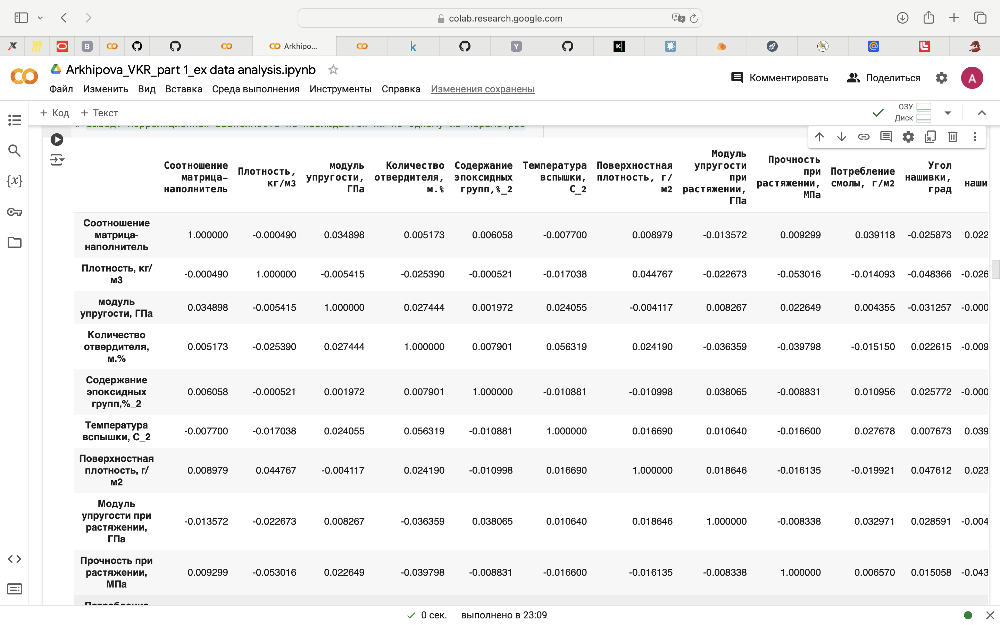 colab.research.google.com
B
Arkhipo...
k
Y
K
Arkhipova_VKR_part 1_ex data analysis.ipynb
Комментировать
Поделиться
A
Файл Изменить Вид Вставка Среда выполнения Инструменты Справка Изменения сохранены
+ Код + Текст
ОЗУ
Диск
# Вывод: Корреляционная зависимость не наблюдается ни по одному из параметров
Соотношение матрица-наполнитель Плотность, кг/м3 модуль упругости, ГПа Количество отвердителя, м.% Содержание эпоксидных групп,%_2 Температура вспышки, С_2 Поверхностная плотность, г/м2 Модуль упругости при растяжении, ГПа Прочность при растяжении, МПа Потребление смолы, г/м2 Угол нашивки, град
Соотношение матрица-наполнитель 1.000000 -0.000490 0.034898 0.005173 0.006058 -0.007700 0.008979 -0.013572 0.009299 0.039118 -0.025873 0.022
Плотность, кг/м3 -0.000490 1.000000 -0.005415 -0.025390 -0.000521 -0.017038 0.044767 -0.022673 -0.053016 -0.014093 -0.048366 -0.026
модуль упругости, ГПа 0.034898 -0.005415 1.000000 0.027444 0.001972 0.024055 -0.004117 0.008267 0.022649 0.004355 -0.031257 -0.000
Количество отвердителя, м.% 0.005173 -0.025390 0.027444 1.000000 0.007901 0.056319 0.024190 -0.036359 -0.039798 -0.015150 0.022615 -0.009
Содержание эпоксидных групп,%_2 0.006058 -0.000521 0.001972 0.007901 1.000000 -0.010881 -0.010998 0.038065 -0.008831 0.010956 0.025772 -0.000
Температура вспышки, С_2 -0.007700 -0.017038 0.024055 0.056319 -0.010881 1.000000 0.016690 0.010640 -0.016600 0.027678 0.007673 0.039
Поверхностная плотность, г/м2 0.008979 0.044767 -0.004117 0.024190 -0.010998 0.016690 1.000000 0.018646 -0.016135 -0.019921 0.047612 0.023
Модуль упругости при растяжении, ГПа -0.013572 -0.022673 0.008267 -0.036359 0.038065 0.010640 0.018646 1.000000 -0.008338 0.032971 0.028591 -0.004
Прочность при растяжении, МПа 0.009299 -0.053016 0.022649 -0.039798 -0.008831 -0.016600 -0.016135 -0.008338 1.000000 0.006570 0.015058 -0.043
Потребление
0 сек. выполнено в 23:09